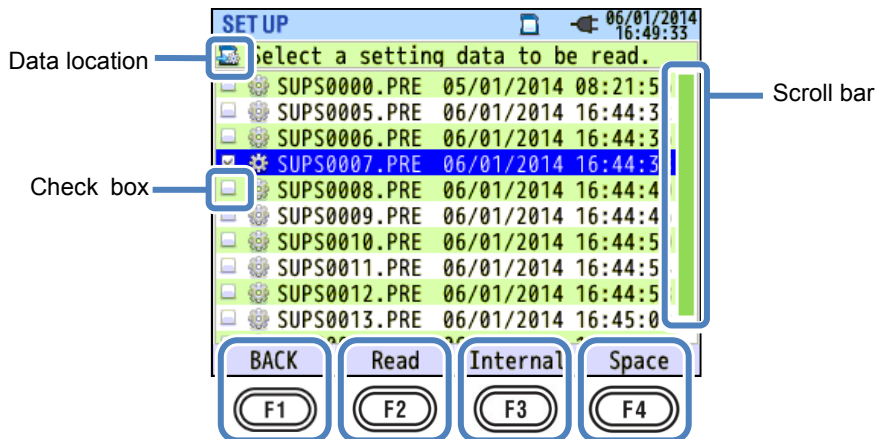 SET UP 06/01/2014
16:49:33
Data location
Select a setting data to be read.
Scroll bar
SUPS0000.PRE 05/01/2014 08:21:5
SUPS0005.PRE 06/01/2014 16:44:3
SUPS0006.PRE 06/01/2014 16:44:3
SUPS0007.PRE 06/01/2014 16:44:3
Check box
SUPS0008.PRE 06/01/2014 16:44:4
SUPS0009.PRE 06/01/2014 16:44:4
SUPS0010.PRE 06/01/2014 16:44:5
SUPS0011.PRE 06/01/2014 16:44:5
SUPS0012.PRE 06/01/2014 16:44:5
SUPS0013.PRE 06/01/2014 16:45:0
BACK Read Internal Space
F1 F2 F3 F4